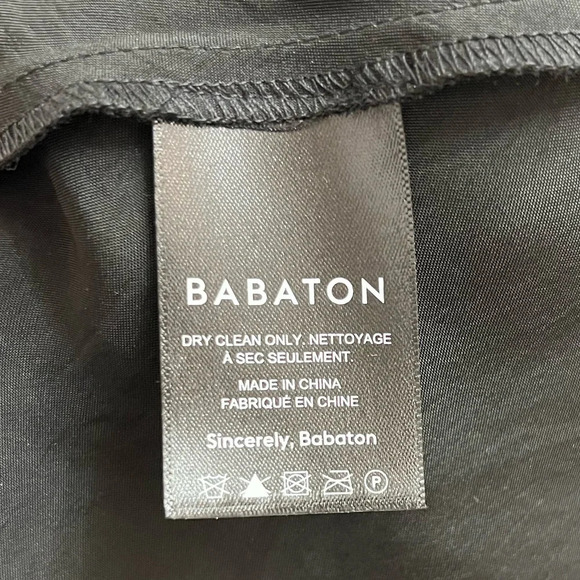 BABATON
DRY CLEAN ONLY. NETTOYAGE
À SEC SEULEMENT.
MADE IN CHINA
FABRIQUÉ EN CHINE
Sincerely, Babaton
P